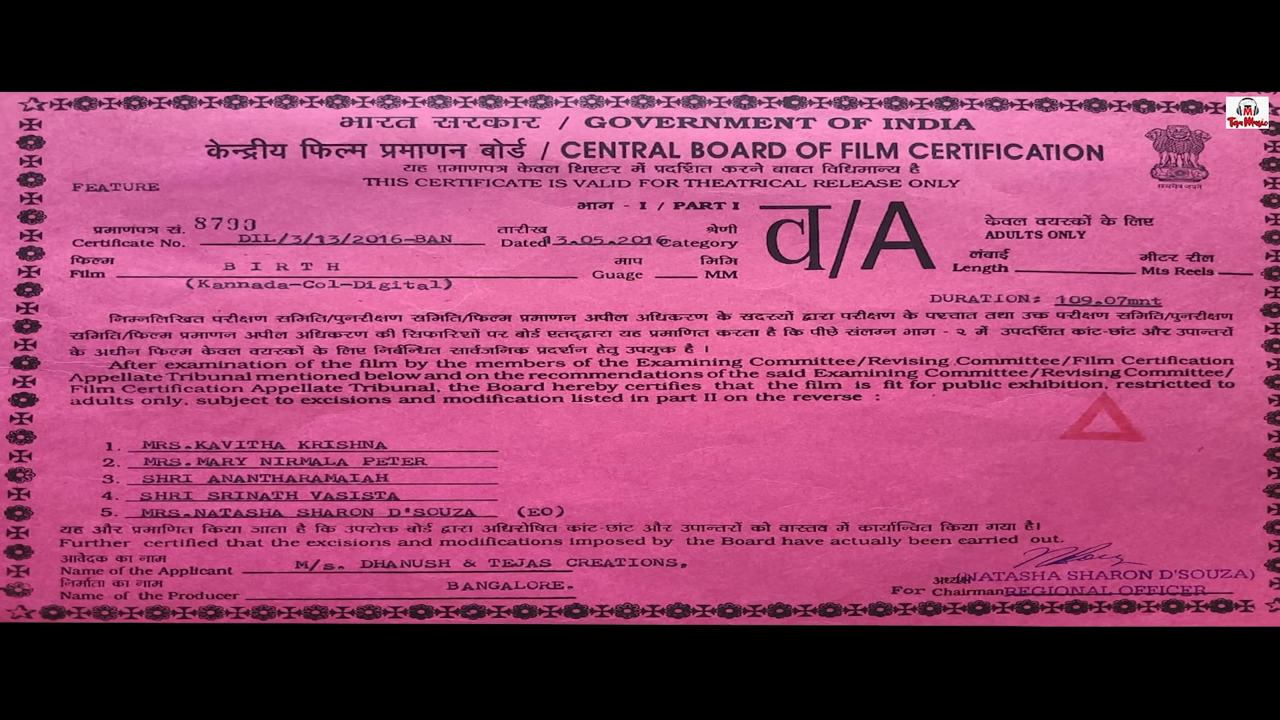 Teju Music
भारत सरकार / GOVERNMENT OF INDIA
केन्द्रीय फिल्म प्रमाणन बोर्ड / CENTRAL BOARD OF FILM CERTIFICATION
यह प्रमाणपत्र केवल थिएटर में प्रदर्शित करने बाबत विधिमान्य है
सत्यमेव जयते
FEATURE
THIS CERTIFICATE IS VALID FOR THEATRICAL RELEASE ONLY
भाग - I / PART I
प्रमाणपत्र सं. तारीख श्रेणी व/A केवल वयस्कों के लिए
Certificate No. DIL/3/13/2016-BAN Dated 13.05.2016 Category ADULTS ONLY
फिल्म माप मिमि लंबाई मीटर रील
Film BIRTH Guage MM Length Mts Reels
(Kannada-Col-Digital)
DURATION: 109.07mnt
निम्नलिखित परीक्षण समिति/पुनरीक्षण समिति/फिल्म प्रमाणन अपील अधिकरण के सदस्यों द्वारा परीक्षण के पश्चात तथा उक्त परीक्षण समिति/पुनरीक्षण
समिति/फिल्म प्रमाणन अपील अधिकरण की सिफारिसों पर बोर्ड एतद्द्वारा यह प्रमाणित करता है कि पीछे संलग्न भाग - २ में उपदर्शित कांट-छांट और उपान्तरों
के अधीन फिल्म केवल वयस्कों के लिए निर्बन्धित सार्वजनिक प्रदर्शन हेतु उपयुक्त है ।
After examination of the film by the members of the Examining Committee/Revising Committee/Film Certification
Appellate Tribunal mentioned below and on the recommendations of the said Examining Committee/Revising Committee/
Film Certification Appellate Tribunal, the Board hereby certifies that the film is fit for public exhibition, restrictted to
adults only, subject to excisions and modification listed in part II on the reverse :
1. MRS.KAVITHA KRISHNA
2. MRS.MARY NIRMALA PETER
3. SHRI ANANTHARAMAIAH
4. SHRI SRINATH VASISTA
5. MRS.NATASHA SHARON D'SOUZA (EO)
यह और प्रमाणित किया जाता है कि उपरोक्त बोर्ड द्वारा अधिरोपित कांट-छांट और उपान्तरों को वास्तव में कार्यान्वित किया गया है।
Further certified that the excisions and modifications imposed by the Board have actually been carried out.
आवेदक का नाम
Name of the Applicant M/s. DHANUSH & TEJAS CREATIONS,
निर्माता का नाम
Name of the Producer BANGALORE.
अध्यक्ष (NATASHA SHARON D'SOUZA)
For Chairman REGIONAL OFFICER